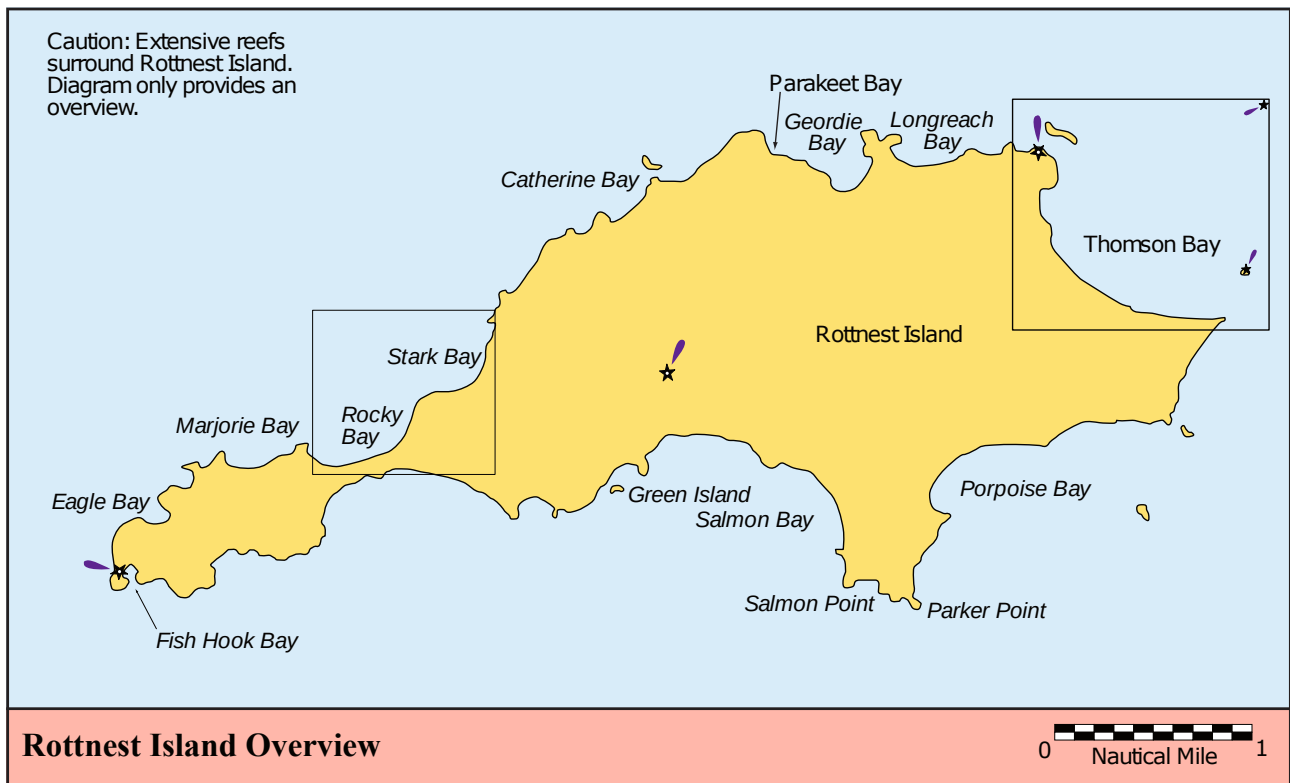 Caution: Extensive reefs
surround Rottnest Island.
Diagram only provides an
overview.
Parakeet Bay
Geordie
Bay
Longreach
Bay
Catherine Bay
Thomson Bay
Rottnest Island
Stark Bay
Rocky
Bay
Marjorie Bay
Eagle Bay
Green Island
Salmon Bay
Porpoise Bay
Salmon Point
Parker Point
Fish Hook Bay
Rottnest Island Overview
0
Nautical Mile
1